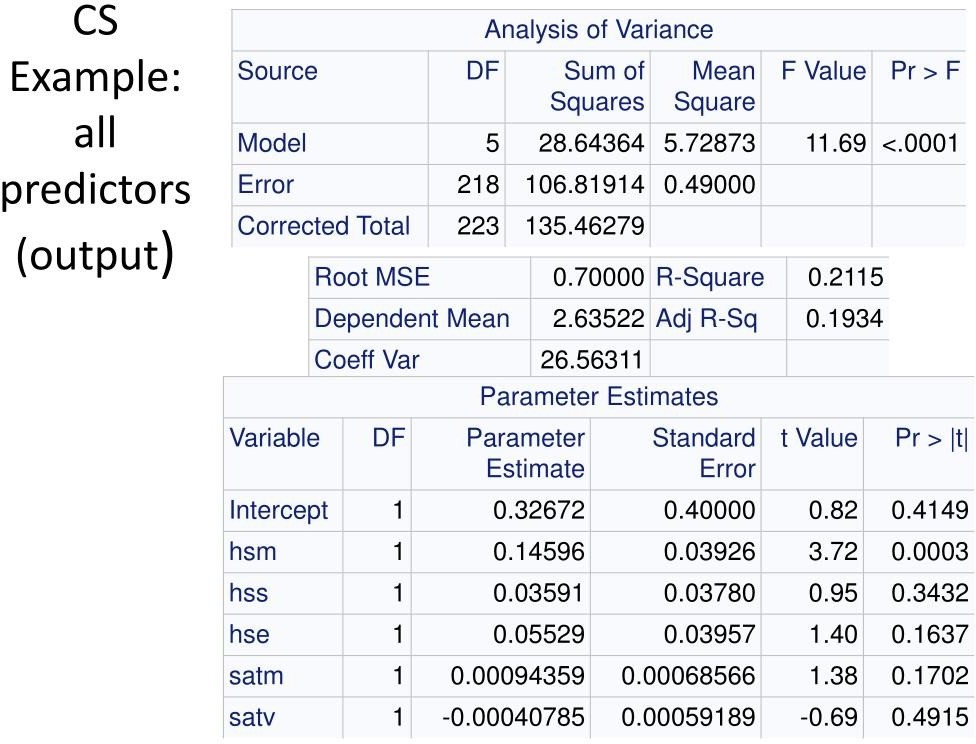 CS
Example:
all
predictors
(output)
Analysis of Variance
Source DF Sum of Squares Mean Square F Value Pr > F
Model 5 28.64364 5.72873 11.69 <.0001
Error 218 106.81914 0.49000
Corrected Total 223 135.46279
Root MSE 0.70000 R-Square 0.2115
Dependent Mean 2.63522 Adj R-Sq 0.1934
Coeff Var 26.56311
Parameter Estimates
Variable DF Parameter Estimate Standard Error t Value Pr > |t|
Intercept 1 0.32672 0.40000 0.82 0.4149
hsm 1 0.14596 0.03926 3.72 0.0003
hss 1 0.03591 0.03780 0.95 0.3432
hse 1 0.05529 0.03957 1.40 0.1637
satm 1 0.00094359 0.00068566 1.38 0.1702
satv 1 -0.00040785 0.00059189 -0.69 0.4915